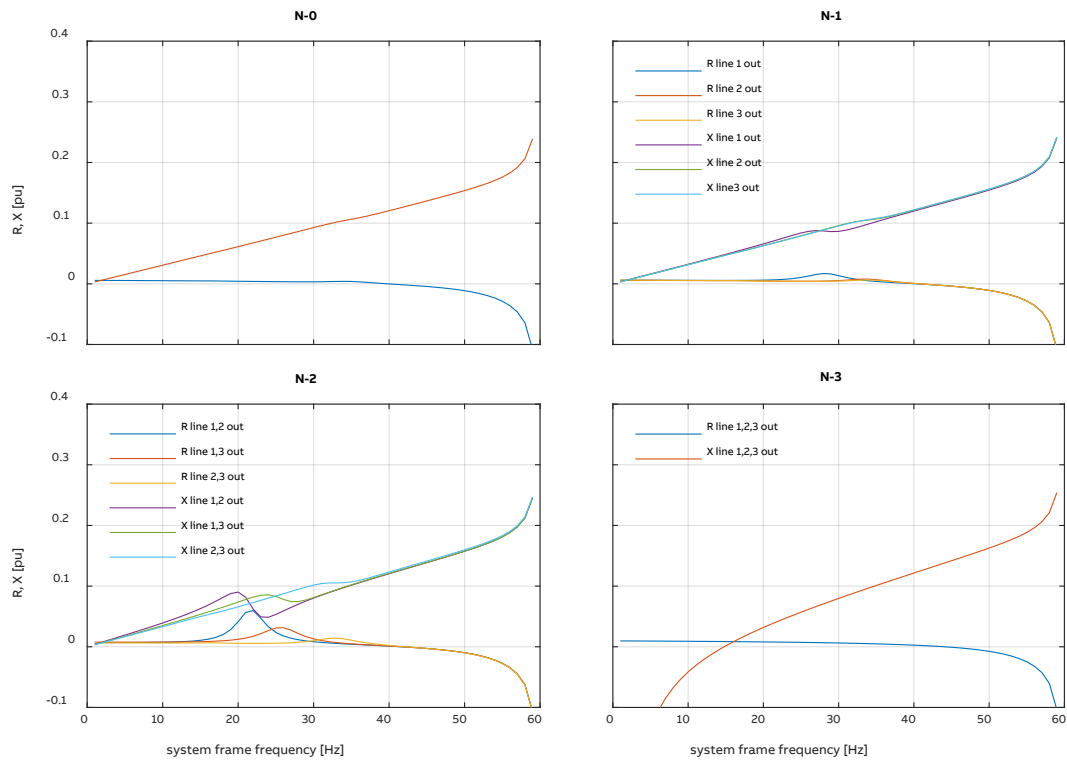 N-0
0.4
0.3
0.2
0.1
0
-0.1
R, X [pu]
N-1
R line 1 out
R line 2 out
R line 3 out
X line 1 out
X line 2 out
X line3 out
N-2
0.4
0.3
0.2
0.1
0
-0.1
R, X [pu]
R line 1,2 out
R line 1,3 out
R line 2,3 out
X line 1,2 out
X line 1,3 out
X line 2,3 out
0 10 20 30 40 50 60
system frame frequency [Hz]
N-3
R line 1,2,3 out
X line 1,2,3 out
0 10 20 30 40 50 60
system frame frequency [Hz]